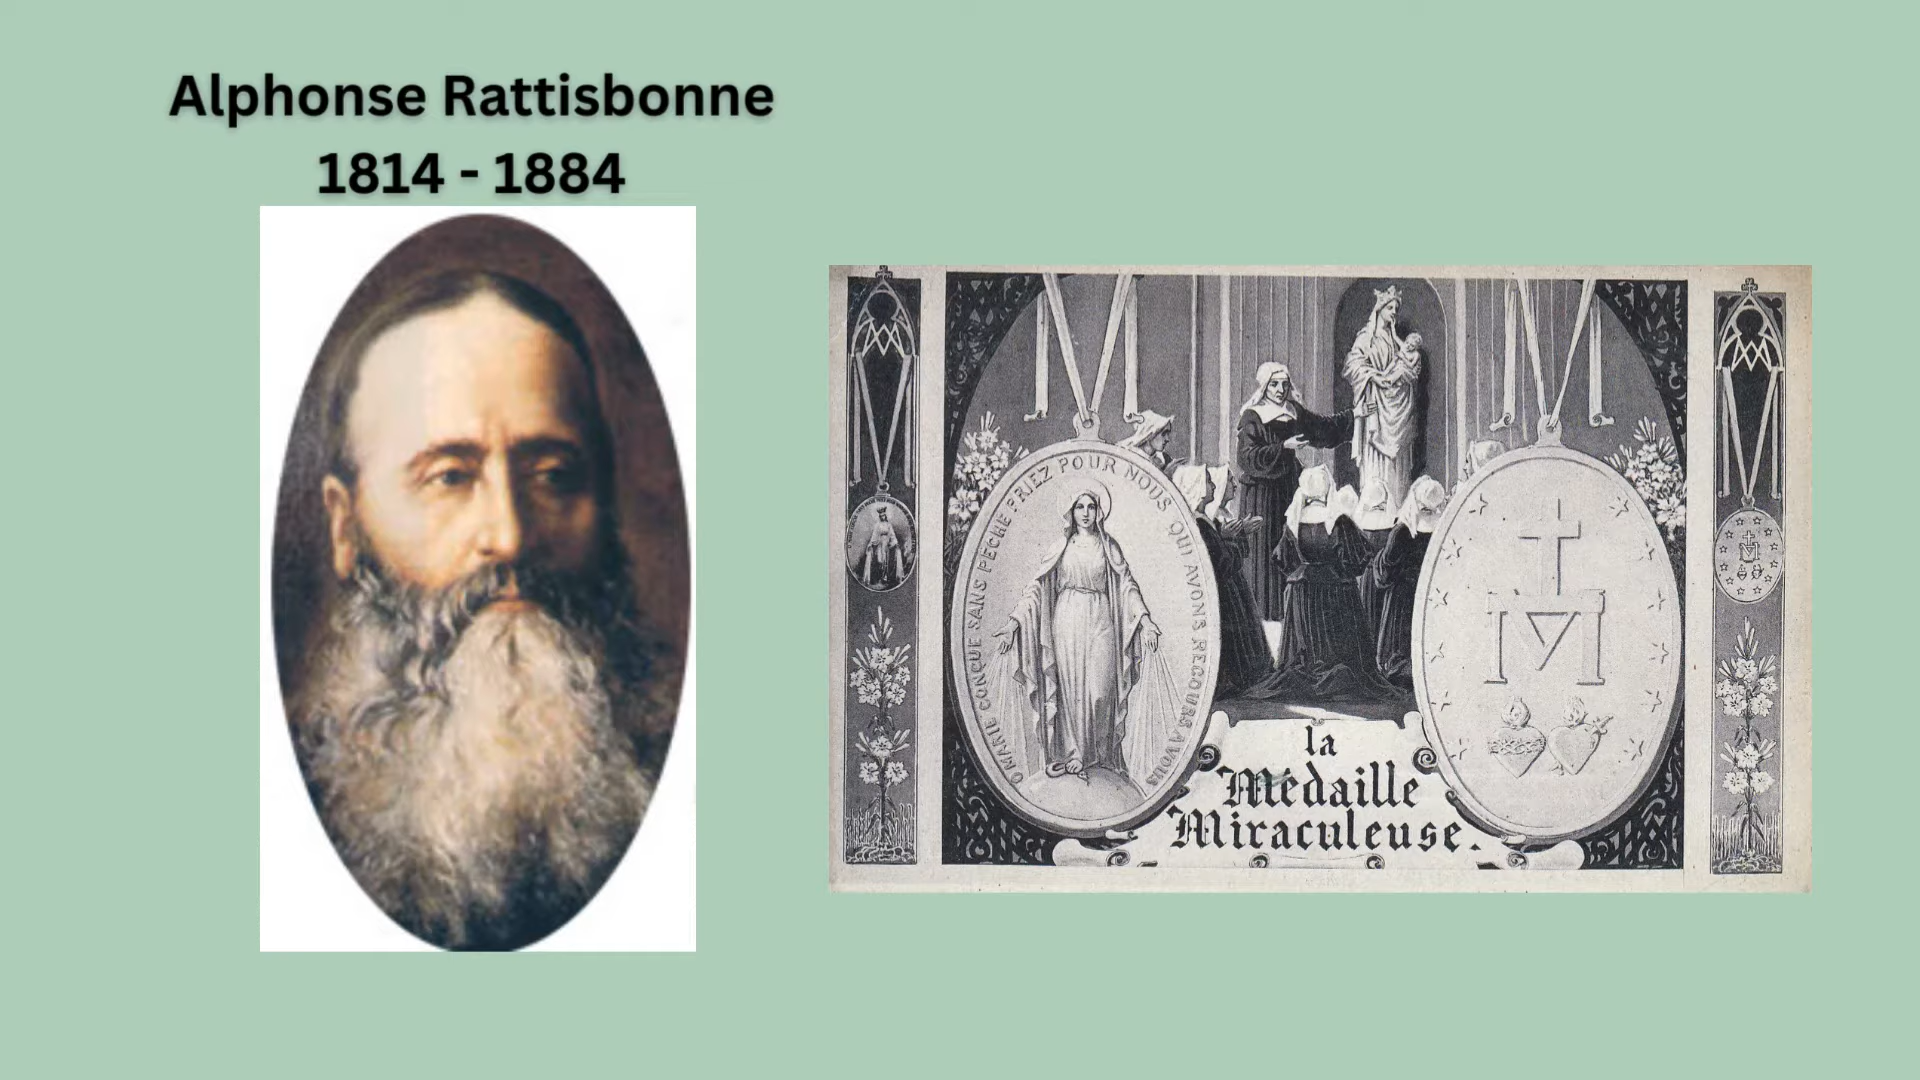 Alphonse Rattisbonne
1814 - 1884
O MARIE CONÇUE SANS PÉCHÉ PRIEZ POUR NOUS QUI AVONS RECOURS A VOUS
la
Médaille
Miraculeuse.